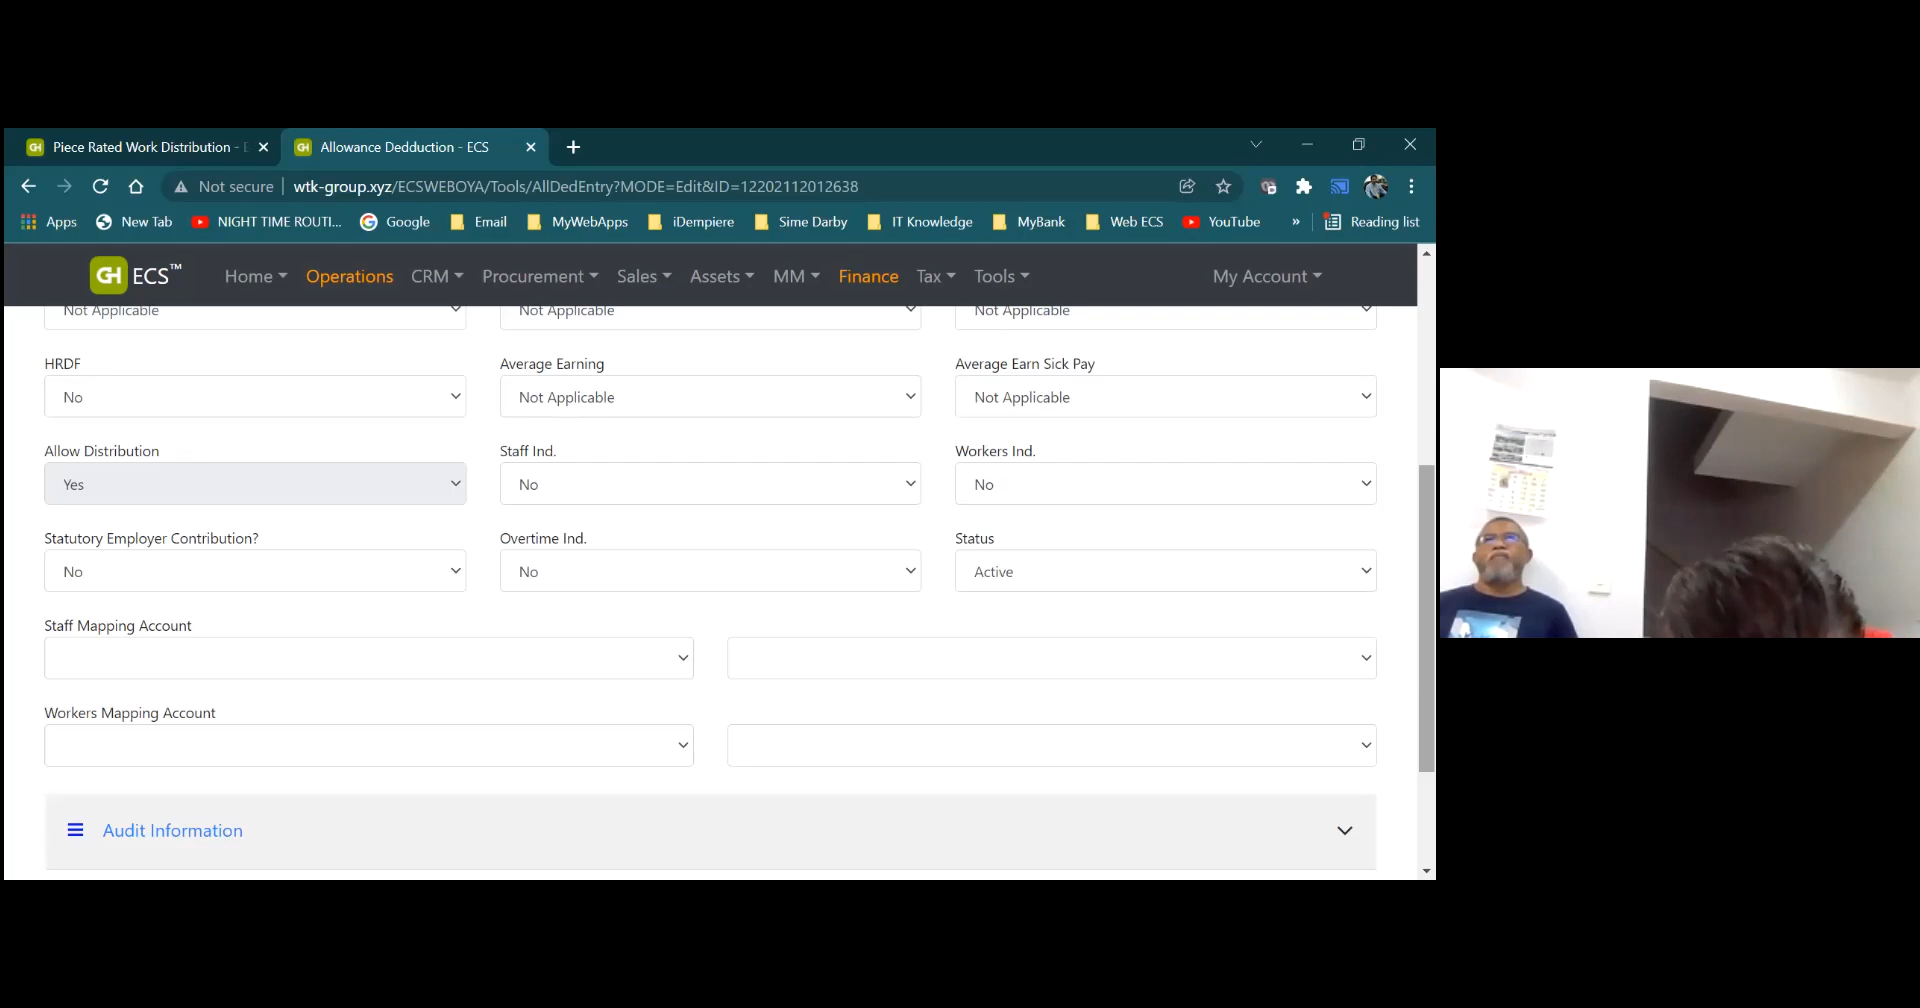 Piece Rated Work Distribution - E
Allowance Dedduction - ECS
Not secure | wtk-group.xyz/ECSWEBOYA/Tools/AllDedEntry?MODE=Edit&ID=12202112012638
Apps New Tab NIGHT TIME ROUTI... Google Email MyWebApps iDempiere Sime Darby IT Knowledge MyBank Web ECS YouTube » Reading list
GH ECS™ Home Operations CRM Procurement Sales Assets MM Finance Tax Tools My Account
Not Applicable Not Applicable Not Applicable
HRDF Average Earning Average Earn Sick Pay
No Not Applicable Not Applicable
Allow Distribution Staff Ind. Workers Ind.
Yes No No
Statutory Employer Contribution? Overtime Ind. Status
No No Active
Staff Mapping Account
Workers Mapping Account
Audit Information